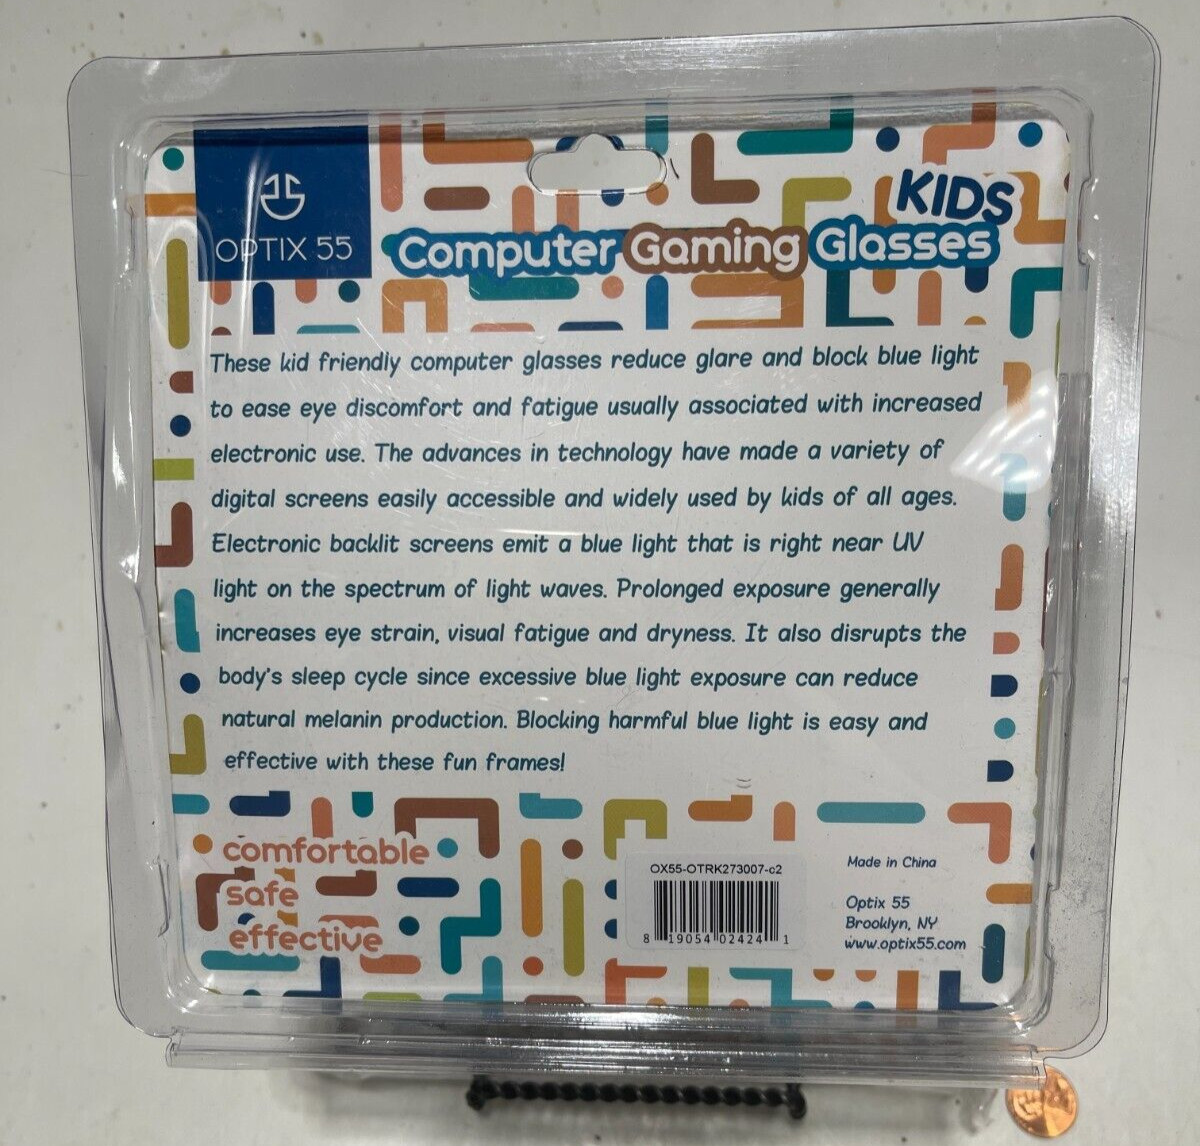 OPTIX 55
KIDS
Computer Gaming Glasses
These kid friendly computer glasses reduce glare and block blue light
to ease eye discomfort and fatigue usually associated with increased
electronic use. The advances in technology have made a variety of
digital screens easily accessible and widely used by kids of all ages.
Electronic backlit screens emit a blue light that is right near UV
light on the spectrum of light waves. Prolonged exposure generally
increases eye strain, visual fatigue and dryness. It also disrupts the
body's sleep cycle since excessive blue light exposure can reduce
natural melanin production. Blocking harmful blue light is easy and
effective with these fun frames!
comfortable
safe
effective
OX55-OTRK273007-c2
8 19054 02424 1
Made in China
Optix 55
Brooklyn, NY
www.optix55.com